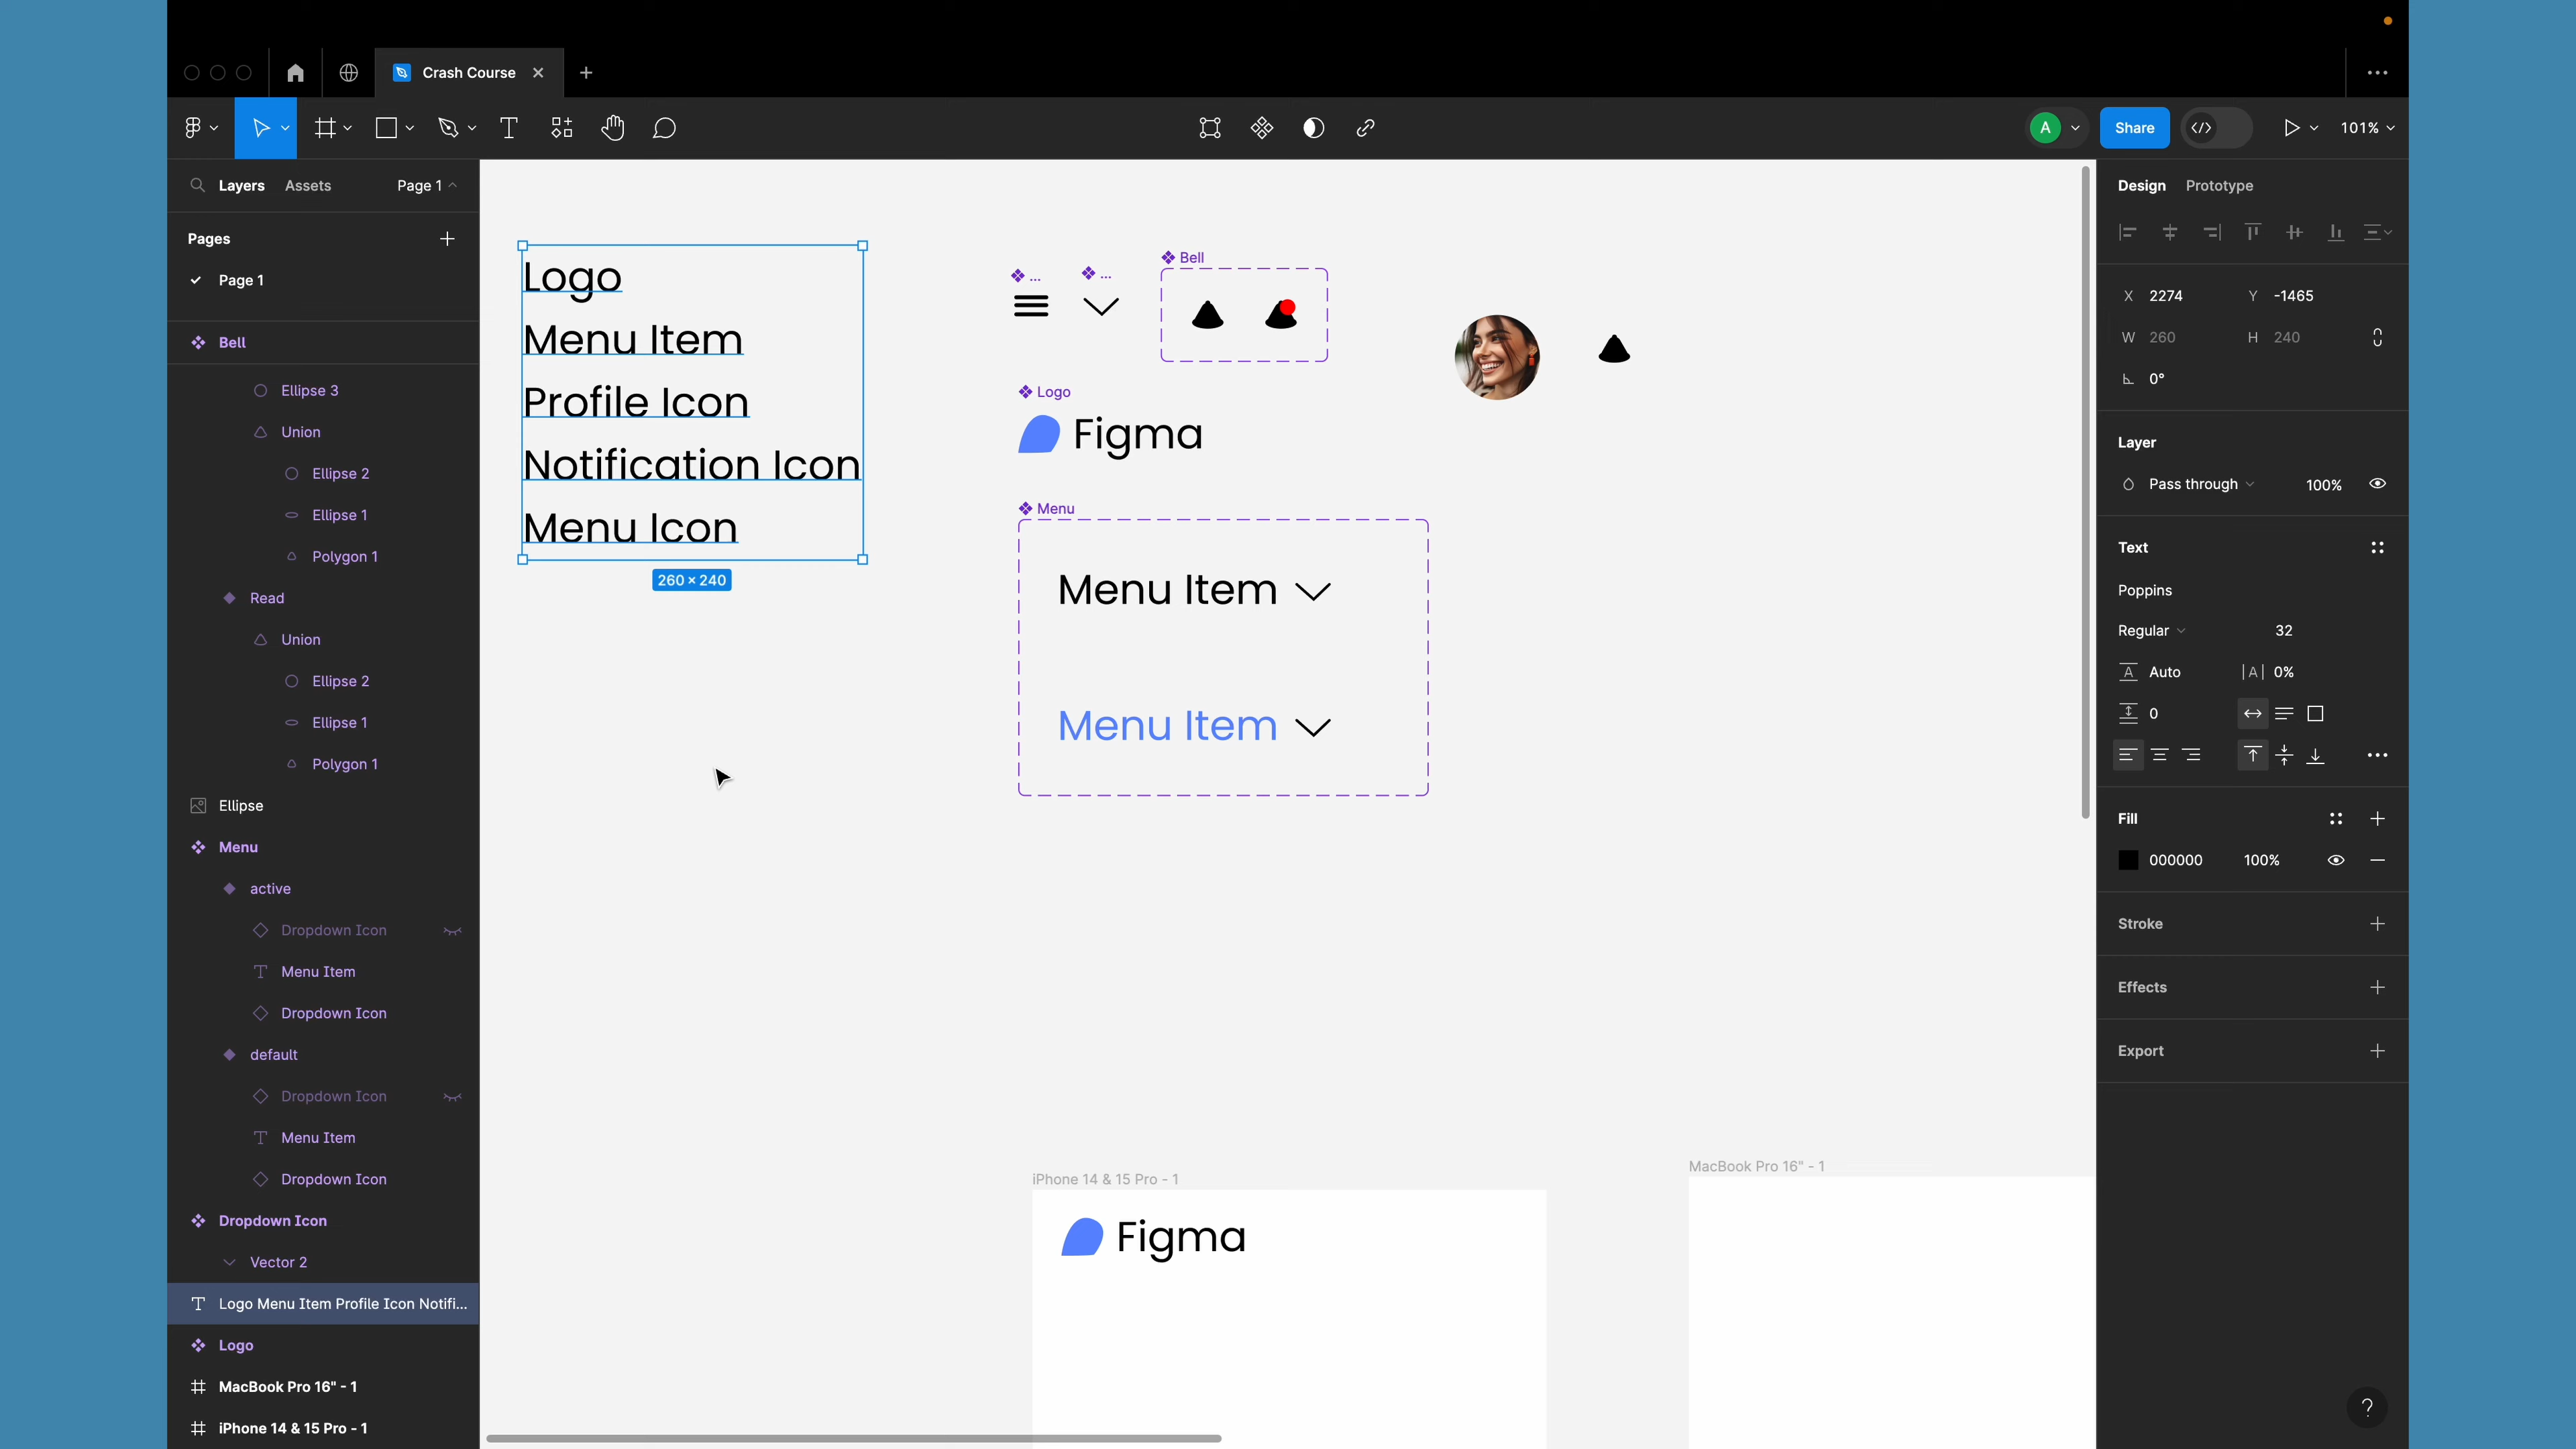 Crash Course
A
Share
101%
Layers
Assets
Page 1
Pages
Page 1
Bell
Ellipse 3
Union
Ellipse 2
Ellipse 1
Polygon 1
Read
Union
Ellipse 2
Ellipse 1
Polygon 1
Ellipse
Menu
active
Dropdown Icon
Menu Item
Dropdown Icon
default
Dropdown Icon
Menu Item
Dropdown Icon
Dropdown Icon
Vector 2
Logo Menu Item Profile Icon Notifi...
Logo
MacBook Pro 16" - 1
iPhone 14 & 15 Pro - 1
Logo
Menu Item
Profile Icon
Notification Icon
Menu Icon
260 × 240
...
...
Bell
Logo
Figma
Menu
Menu Item
Menu Item
iPhone 14 & 15 Pro - 1
Figma
MacBook Pro 16" - 1
Design
Prototype
X 2274
Y -1465
W 260
H 240
0°
Layer
Pass through
100%
Text
Poppins
Regular
32
A Auto
|A| 0%
0
Fill
000000
100%
Stroke
Effects
Export
?